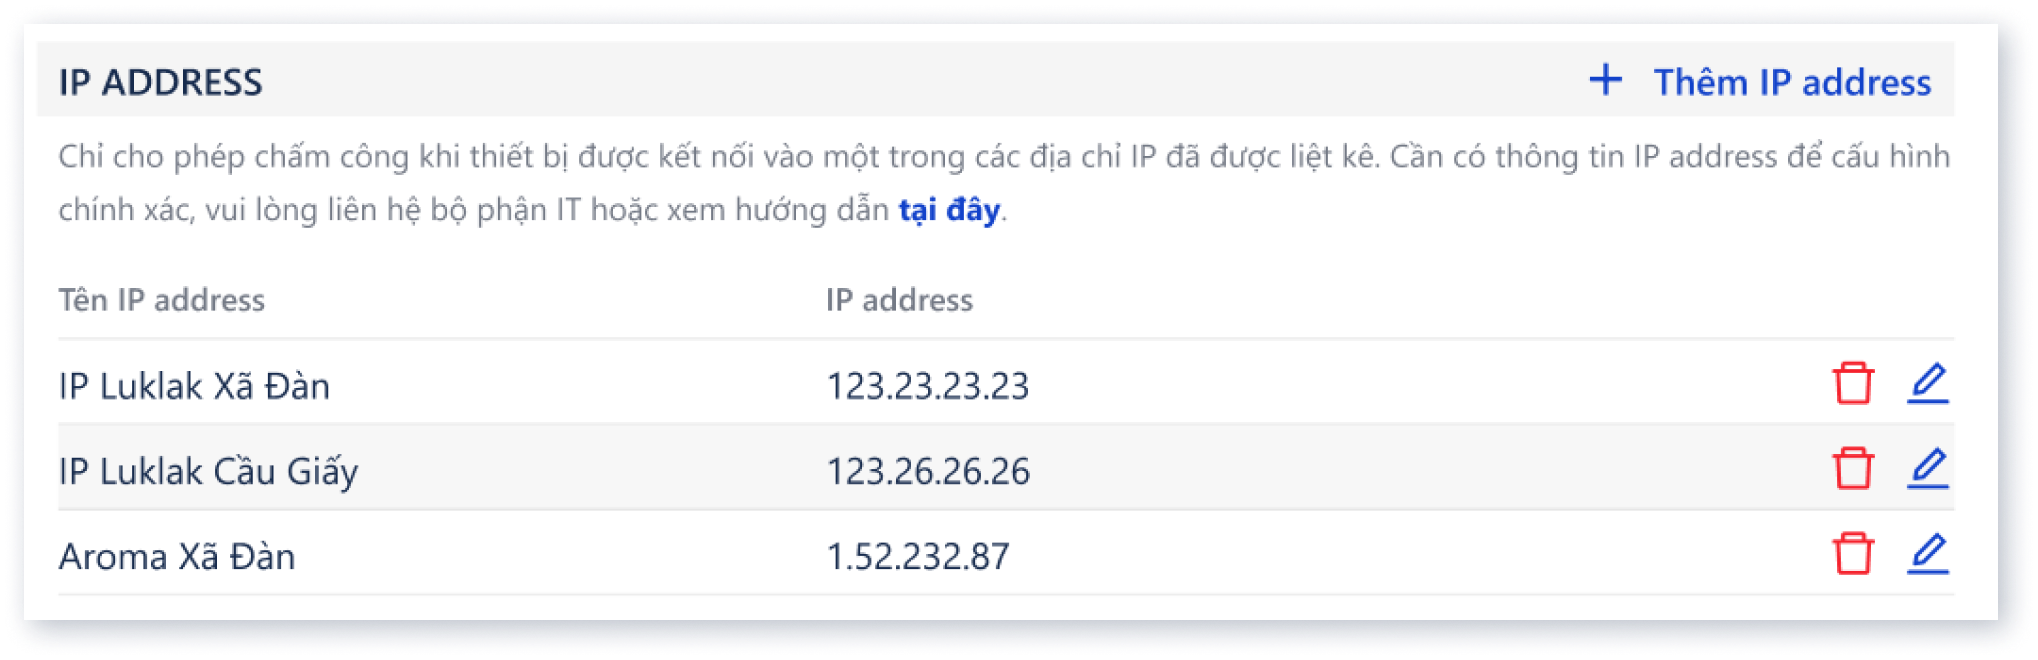 IP ADDRESS
+ Thêm IP address
Chỉ cho phép chấm công khi thiết bị được kết nối vào một trong các địa chỉ IP đã được liệt kê. Cần có thông tin IP address để cấu hình
chính xác, vui lòng liên hệ bộ phận IT hoặc xem hướng dẫn tại đây.
Tên IP address IP address
IP Luklak Xã Đàn 123.23.23.23
IP Luklak Cầu Giấy 123.26.26.26
Aroma Xã Đàn 1.52.232.87